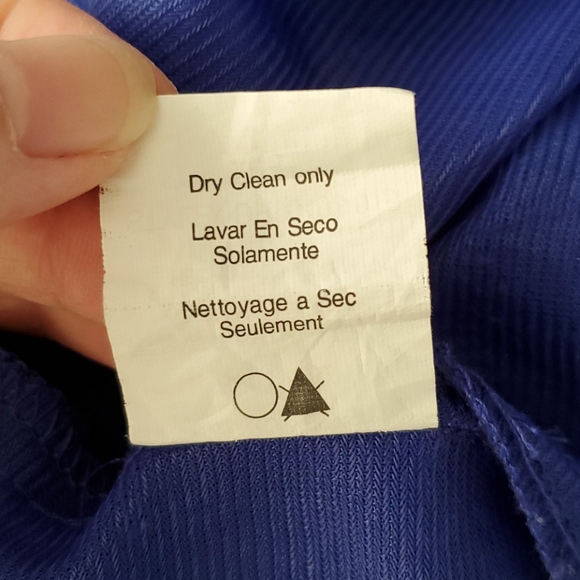 Dry Clean only
Lavar En Seco
Solamente
Nettoyage a Sec
Seulement